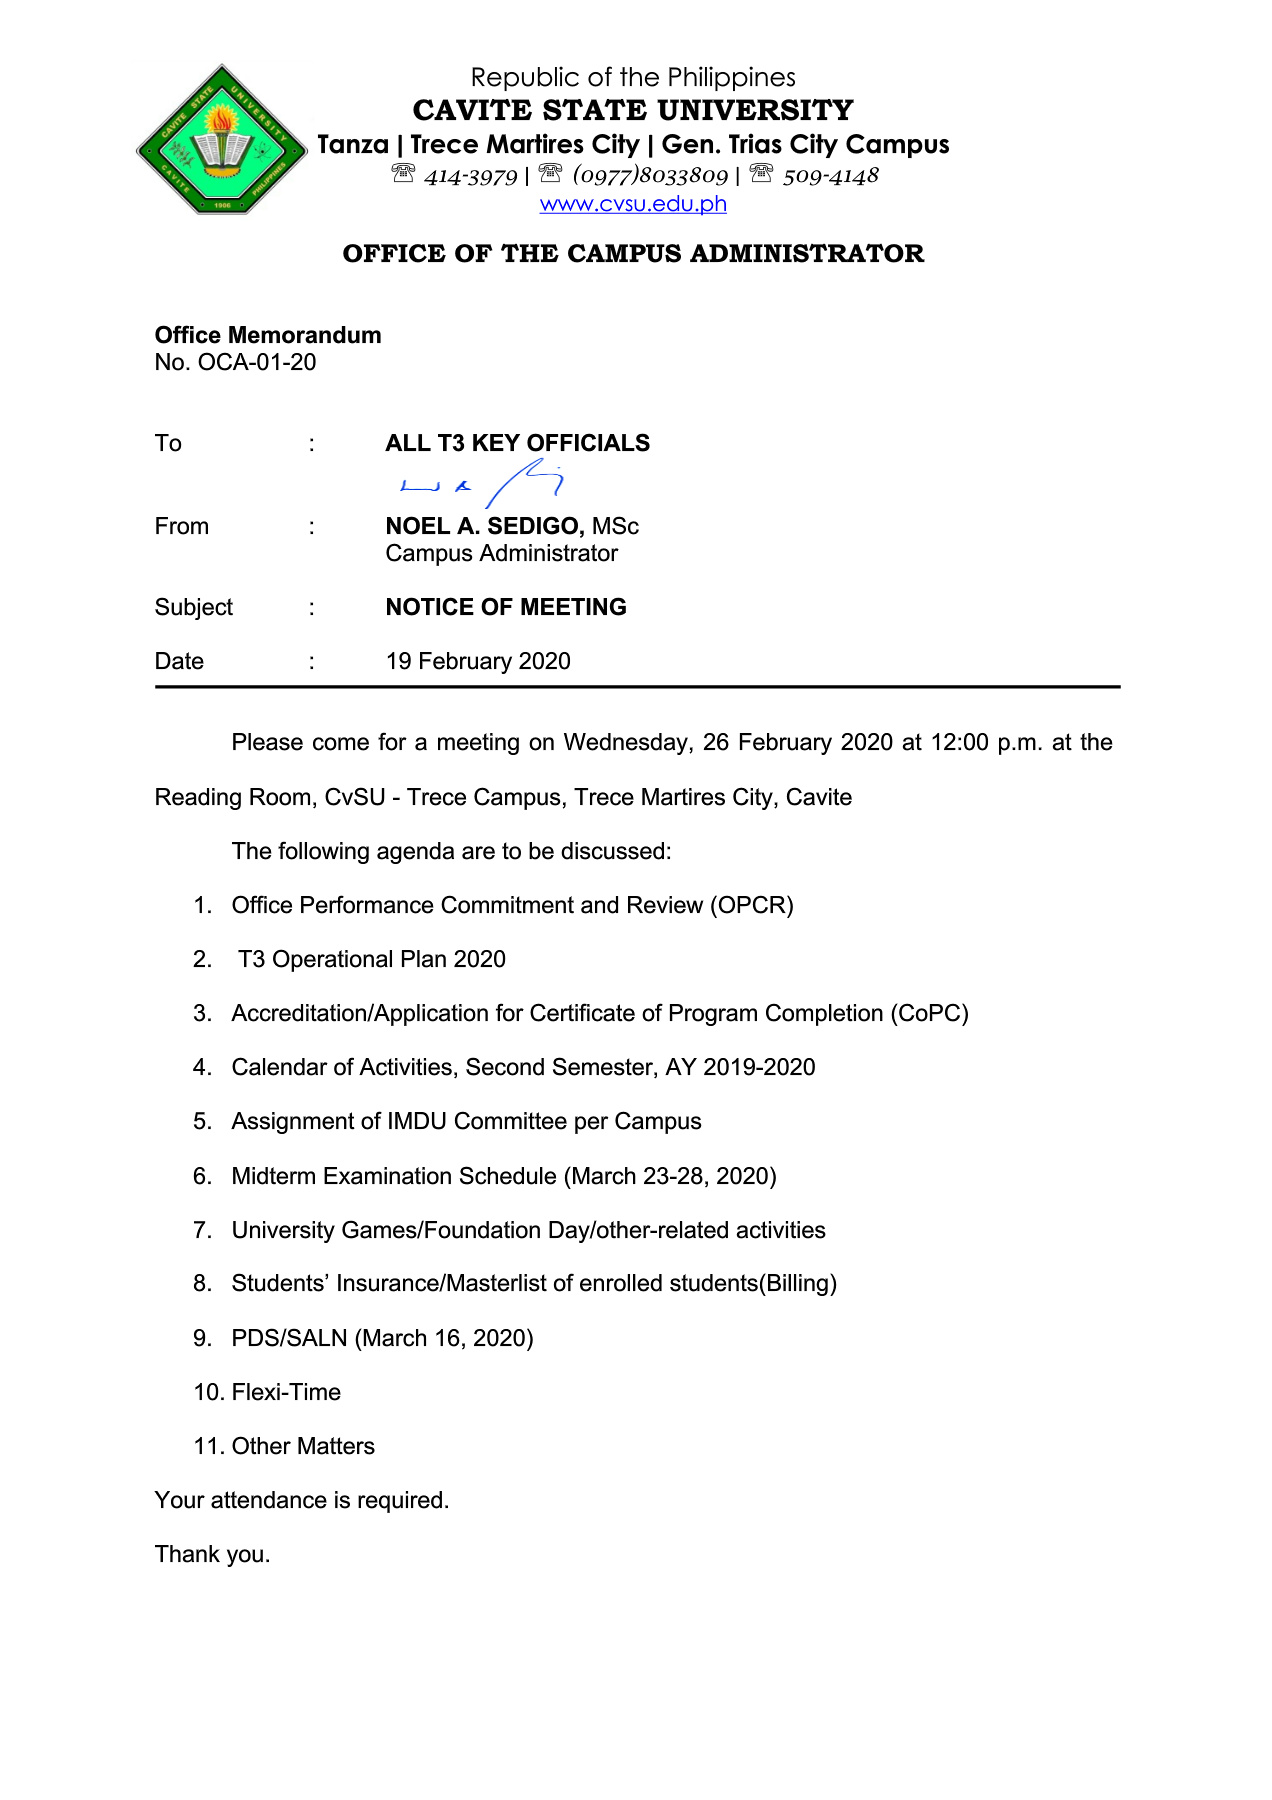 Republic of the Philippines
CAVITE STATE UNIVERSITY
Tanza | Trece Martires City | Gen. Trias City Campus
☏ 414-3979 | ☏ (0977)8033809 | ☏ 509-4148
www.cvsu.edu.ph
CAVITE STATE UNIVERSITY
CAVITE PHILIPPINES
1906
OFFICE OF THE CAMPUS ADMINISTRATOR
Office Memorandum
No. OCA-01-20
To : ALL T3 KEY OFFICIALS
From : NOEL A. SEDIGO, MSc
Campus Administrator
Subject : NOTICE OF MEETING
Date : 19 February 2020
Please come for a meeting on Wednesday, 26 February 2020 at 12:00 p.m. at the
Reading Room, CvSU - Trece Campus, Trece Martires City, Cavite
The following agenda are to be discussed:
1. Office Performance Commitment and Review (OPCR)
2. T3 Operational Plan 2020
3. Accreditation/Application for Certificate of Program Completion (CoPC)
4. Calendar of Activities, Second Semester, AY 2019-2020
5. Assignment of IMDU Committee per Campus
6. Midterm Examination Schedule (March 23-28, 2020)
7. University Games/Foundation Day/other-related activities
8. Students’ Insurance/Masterlist of enrolled students(Billing)
9. PDS/SALN (March 16, 2020)
10. Flexi-Time
11. Other Matters
Your attendance is required.
Thank you.